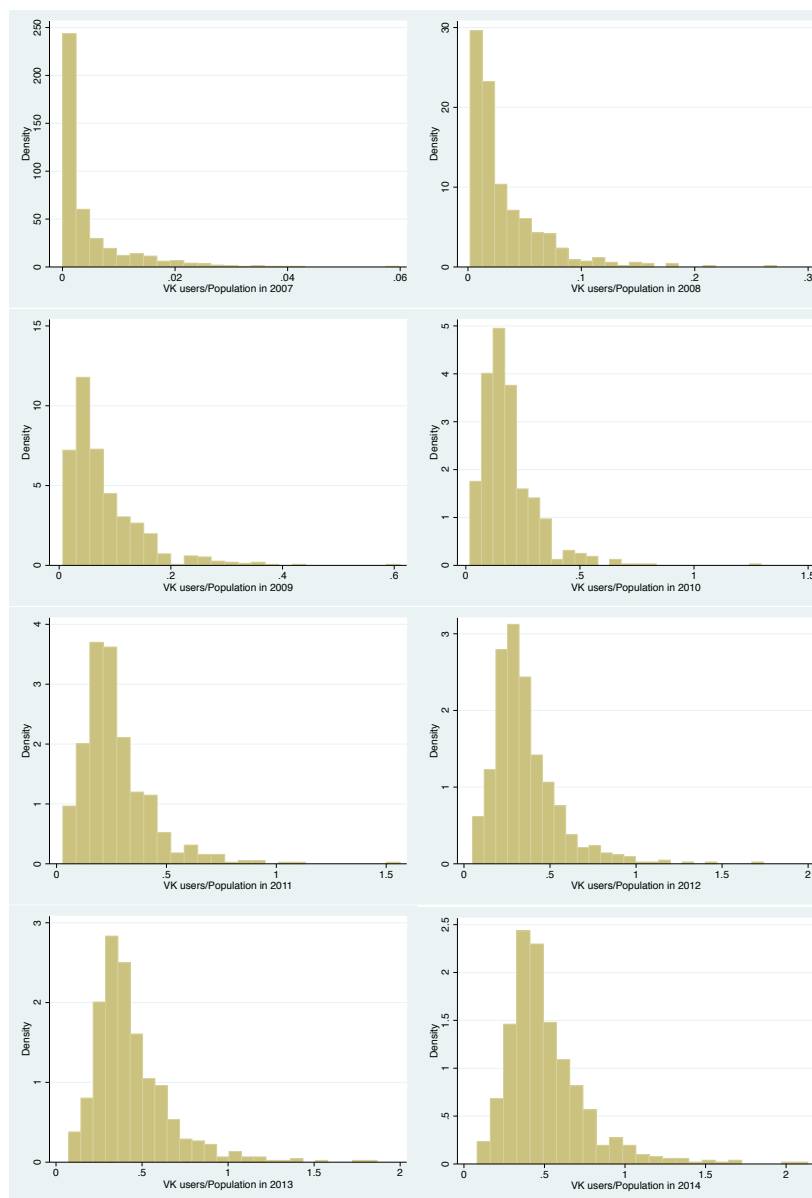 250
200
150
100
50
0
Density
0 .02 .04 .06
VK users/Population in 2007
30
20
10
0
Density
0 .1 .2 .3
VK users/Population in 2008
15
10
5
0
Density
0 .2 .4 .6
VK users/Population in 2009
5
4
3
2
1
0
Density
0 .5 1 1.5
VK users/Population in 2010
4
3
2
1
0
Density
0 .5 1 1.5
VK users/Population in 2011
3
2
1
0
Density
0 .5 1 1.5 2
VK users/Population in 2012
3
2
1
0
Density
0 .5 1 1.5 2
VK users/Population in 2013
2.5
2
1.5
1
.5
0
Density
0 .5 1 1.5 2
VK users/Population in 2014